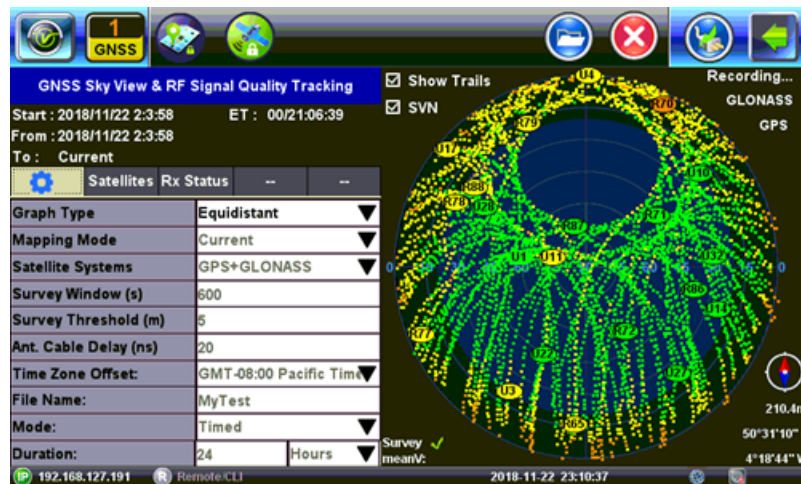 1
GNSS
GNSS Sky View & RF Signal Quality Tracking
Start : 2018/11/22 2:3:58 ET : 00/21:06:39
From : 2018/11/22 2:3:58
To : Current
Satellites Rx Status -- --
Graph Type Equidistant
Mapping Mode Current
Satellite Systems GPS+GLONASS
Survey Window (s) 600
Survey Threshold (m) 5
Ant. Cable Delay (ns) 20
Time Zone Offset: GMT-08:00 Pacific Time
File Name: MyTest
Mode: Timed
Duration: 24 Hours
Show Trails
SVN
Recording...
GLONASS
GPS
U4
R70
R79
U17
U10
R88
R78 U28
R71
R87
U1 U11 U32
0 0
R86
U14
R77
R72
U22
U27
U3
R65
210.4m
50°31'10"
4°18'44" W
Survey
meanV:
IP 192.168.127.191 R Remote/CLI 2018-11-22 23:10:37